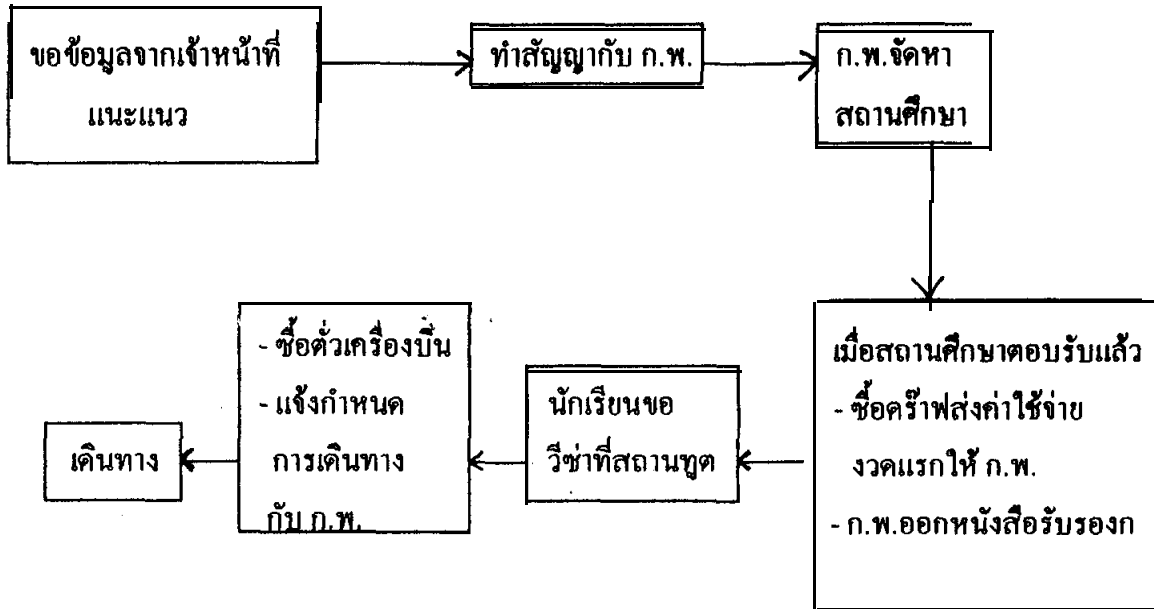 ขอข้อมูลจากเจ้าหน้าที่
แนะแนว
ทำสัญญากับ ก.พ.
ก.พ.จัดหา
สถานศึกษา
เมื่อสถานศึกษาตอบรับแล้ว
- ซื้อดร๊าฟส่งค่าใช้จ่าย
งวดแรกให้ ก.พ.
- ก.พ.ออกหนังสือรับรองก
นักเรียนขอ
วีซ่าที่สถานทูต
- ซื้อตั๋วเครื่องบิน
- แจ้งกำหนด
การเดินทาง
กับ ก.พ.
เดินทาง